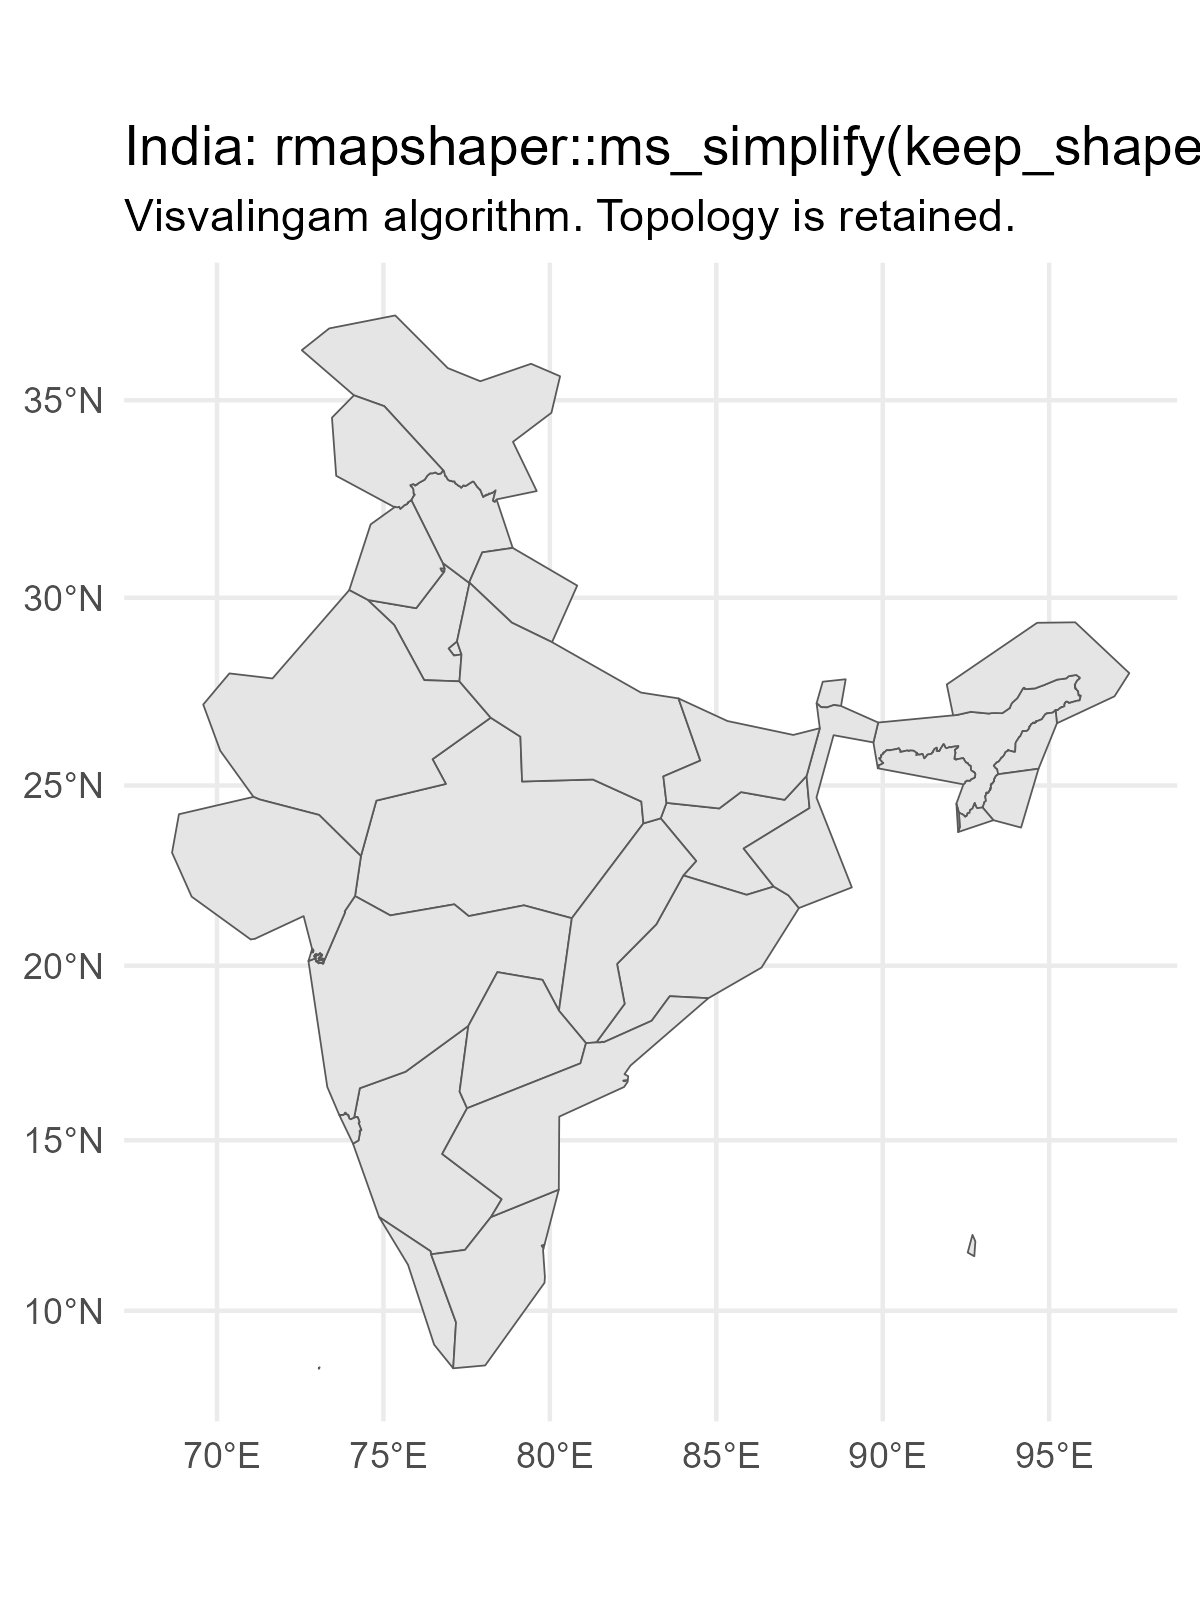 India: rmapshaper::ms_simplify(keep_shape
Visvalingam algorithm. Topology is retained.
35°N
30°N
25°N
20°N
15°N
10°N
70°E 75°E 80°E 85°E 90°E 95°E